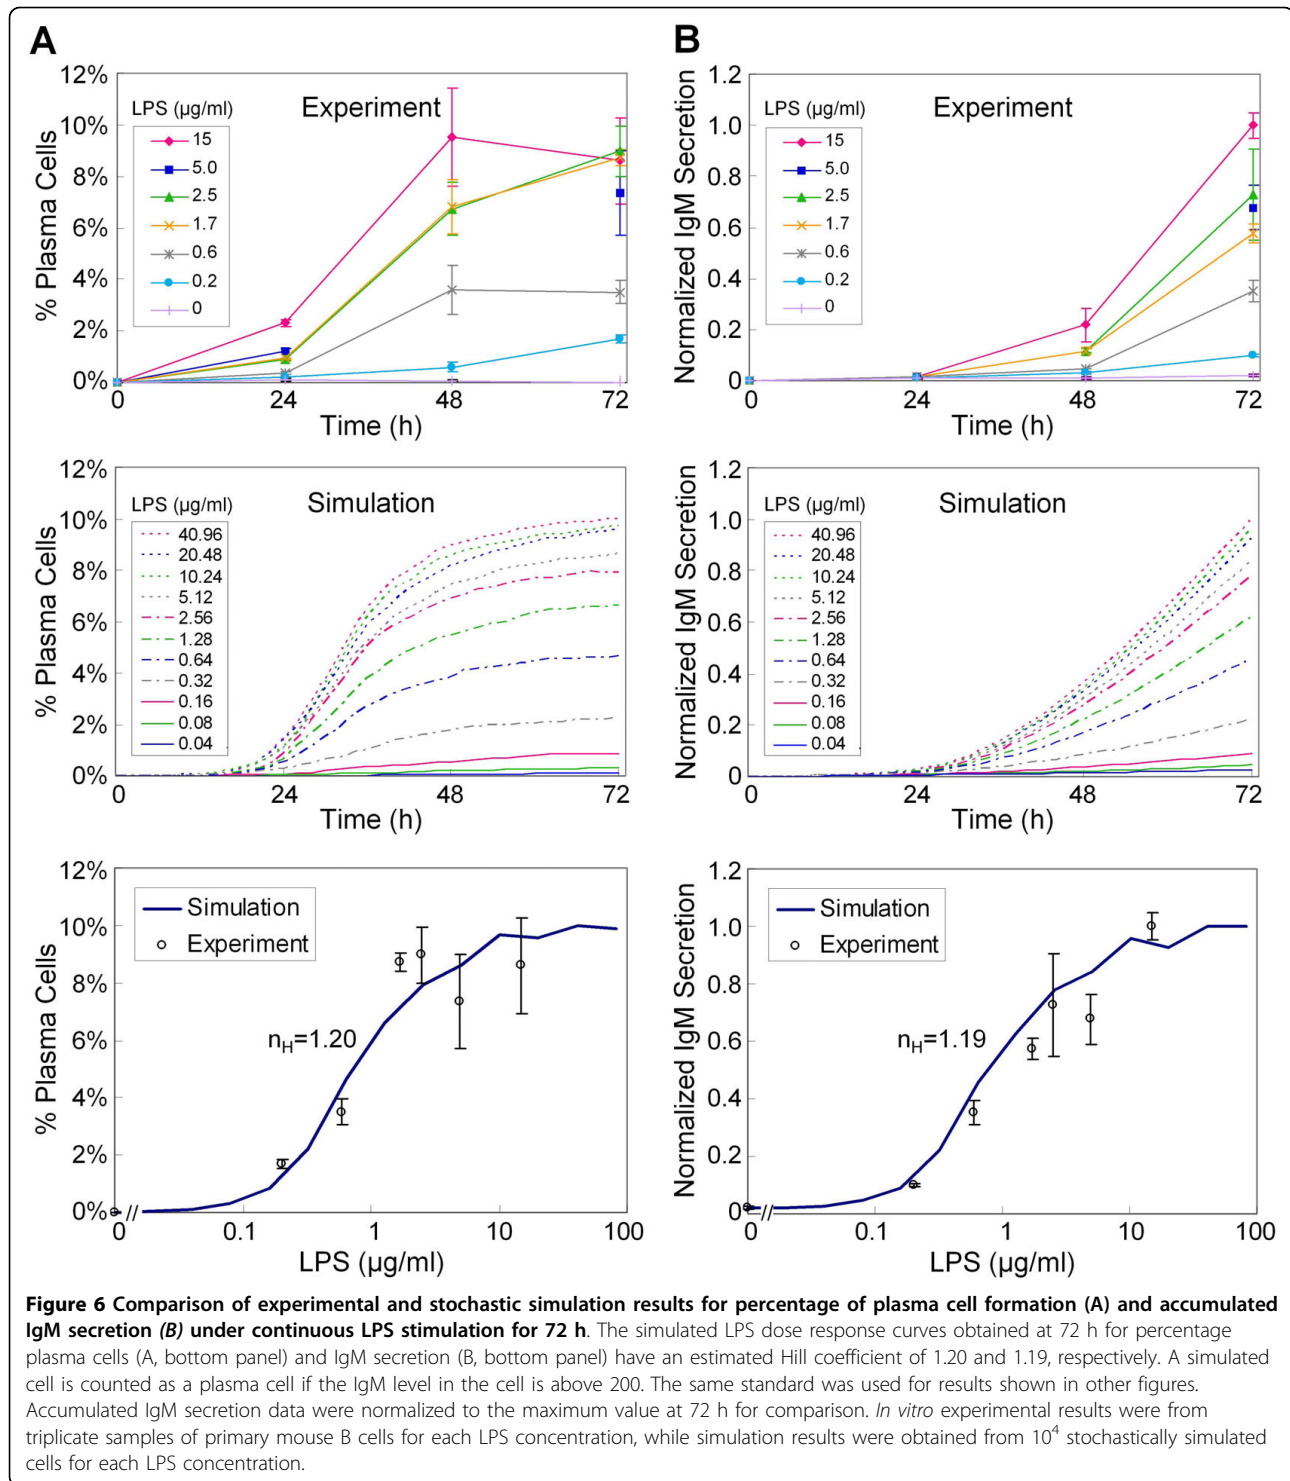 A
12%
10%
8%
6%
4%
2%
0%
% Plasma Cells
LPS (µg/ml)
15
5.0
2.5
1.7
0.6
0.2
0
Experiment
0
24
48
72
Time (h)
B
1.2
1.0
0.8
0.6
0.4
0.2
0
Normalized IgM Secretion
LPS (µg/ml)
15
5.0
2.5
1.7
0.6
0.2
0
Experiment
0
24
48
72
Time (h)
12%
10%
8%
6%
4%
2%
0%
% Plasma Cells
LPS (µg/ml)
40.96
20.48
10.24
5.12
2.56
1.28
0.64
0.32
0.16
0.08
0.04
Simulation
0
24
48
72
Time (h)
1.2
1.0
0.8
0.6
0.4
0.2
0
Normalized IgM Secretion
LPS (µg/ml)
40.96
20.48
10.24
5.12
2.56
1.28
0.64
0.32
0.16
0.08
0.04
Simulation
0
24
48
72
Time (h)
12%
10%
8%
6%
4%
2%
0%
% Plasma Cells
Simulation
Experiment
nH=1.20
0
0.1
1
10
100
LPS (µg/ml)
1.2
1.0
0.8
0.6
0.4
0.2
0
Normalized IgM Secretion
Simulation
Experiment
nH=1.19
0
0.1
1
10
100
LPS (µg/ml)
Figure 6 Comparison of experimental and stochastic simulation results for percentage of plasma cell formation (A) and accumulated
IgM secretion (B) under continuous LPS stimulation for 72 h. The simulated LPS dose response curves obtained at 72 h for percentage
plasma cells (A, bottom panel) and IgM secretion (B, bottom panel) have an estimated Hill coefficient of 1.20 and 1.19, respectively. A simulated
cell is counted as a plasma cell if the IgM level in the cell is above 200. The same standard was used for results shown in other figures.
Accumulated IgM secretion data were normalized to the maximum value at 72 h for comparison. In vitro experimental results were from
triplicate samples of primary mouse B cells for each LPS concentration, while simulation results were obtained from 10⁴ stochastically simulated
cells for each LPS concentration.